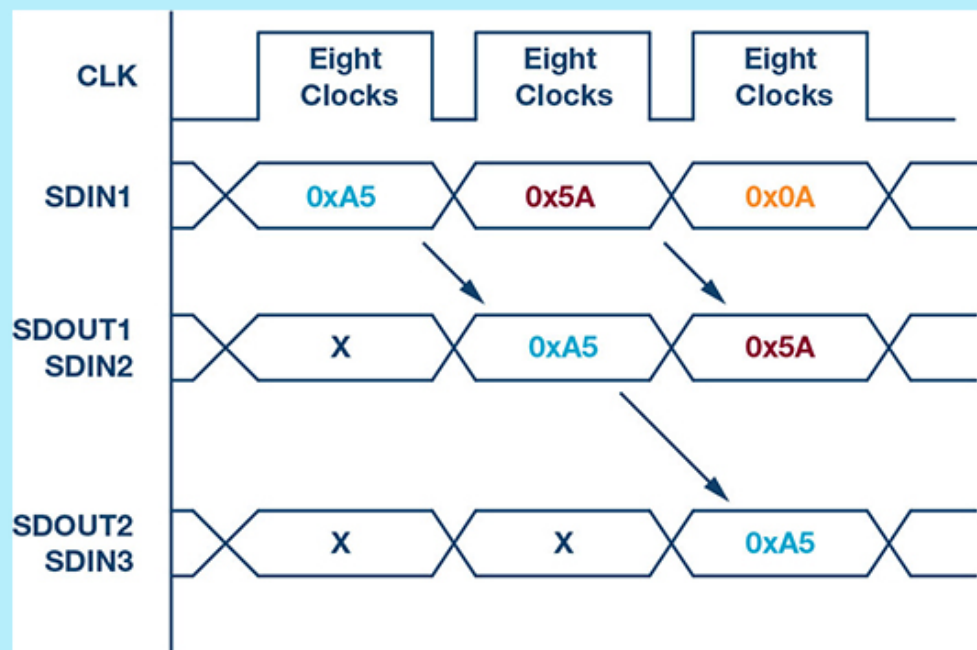 CLK
Eight Clocks
Eight Clocks
Eight Clocks
SDIN1
0xA5
0x5A
0x0A
SDOUT1
SDIN2
X
0xA5
0x5A
SDOUT2
SDIN3
X
X
0xA5